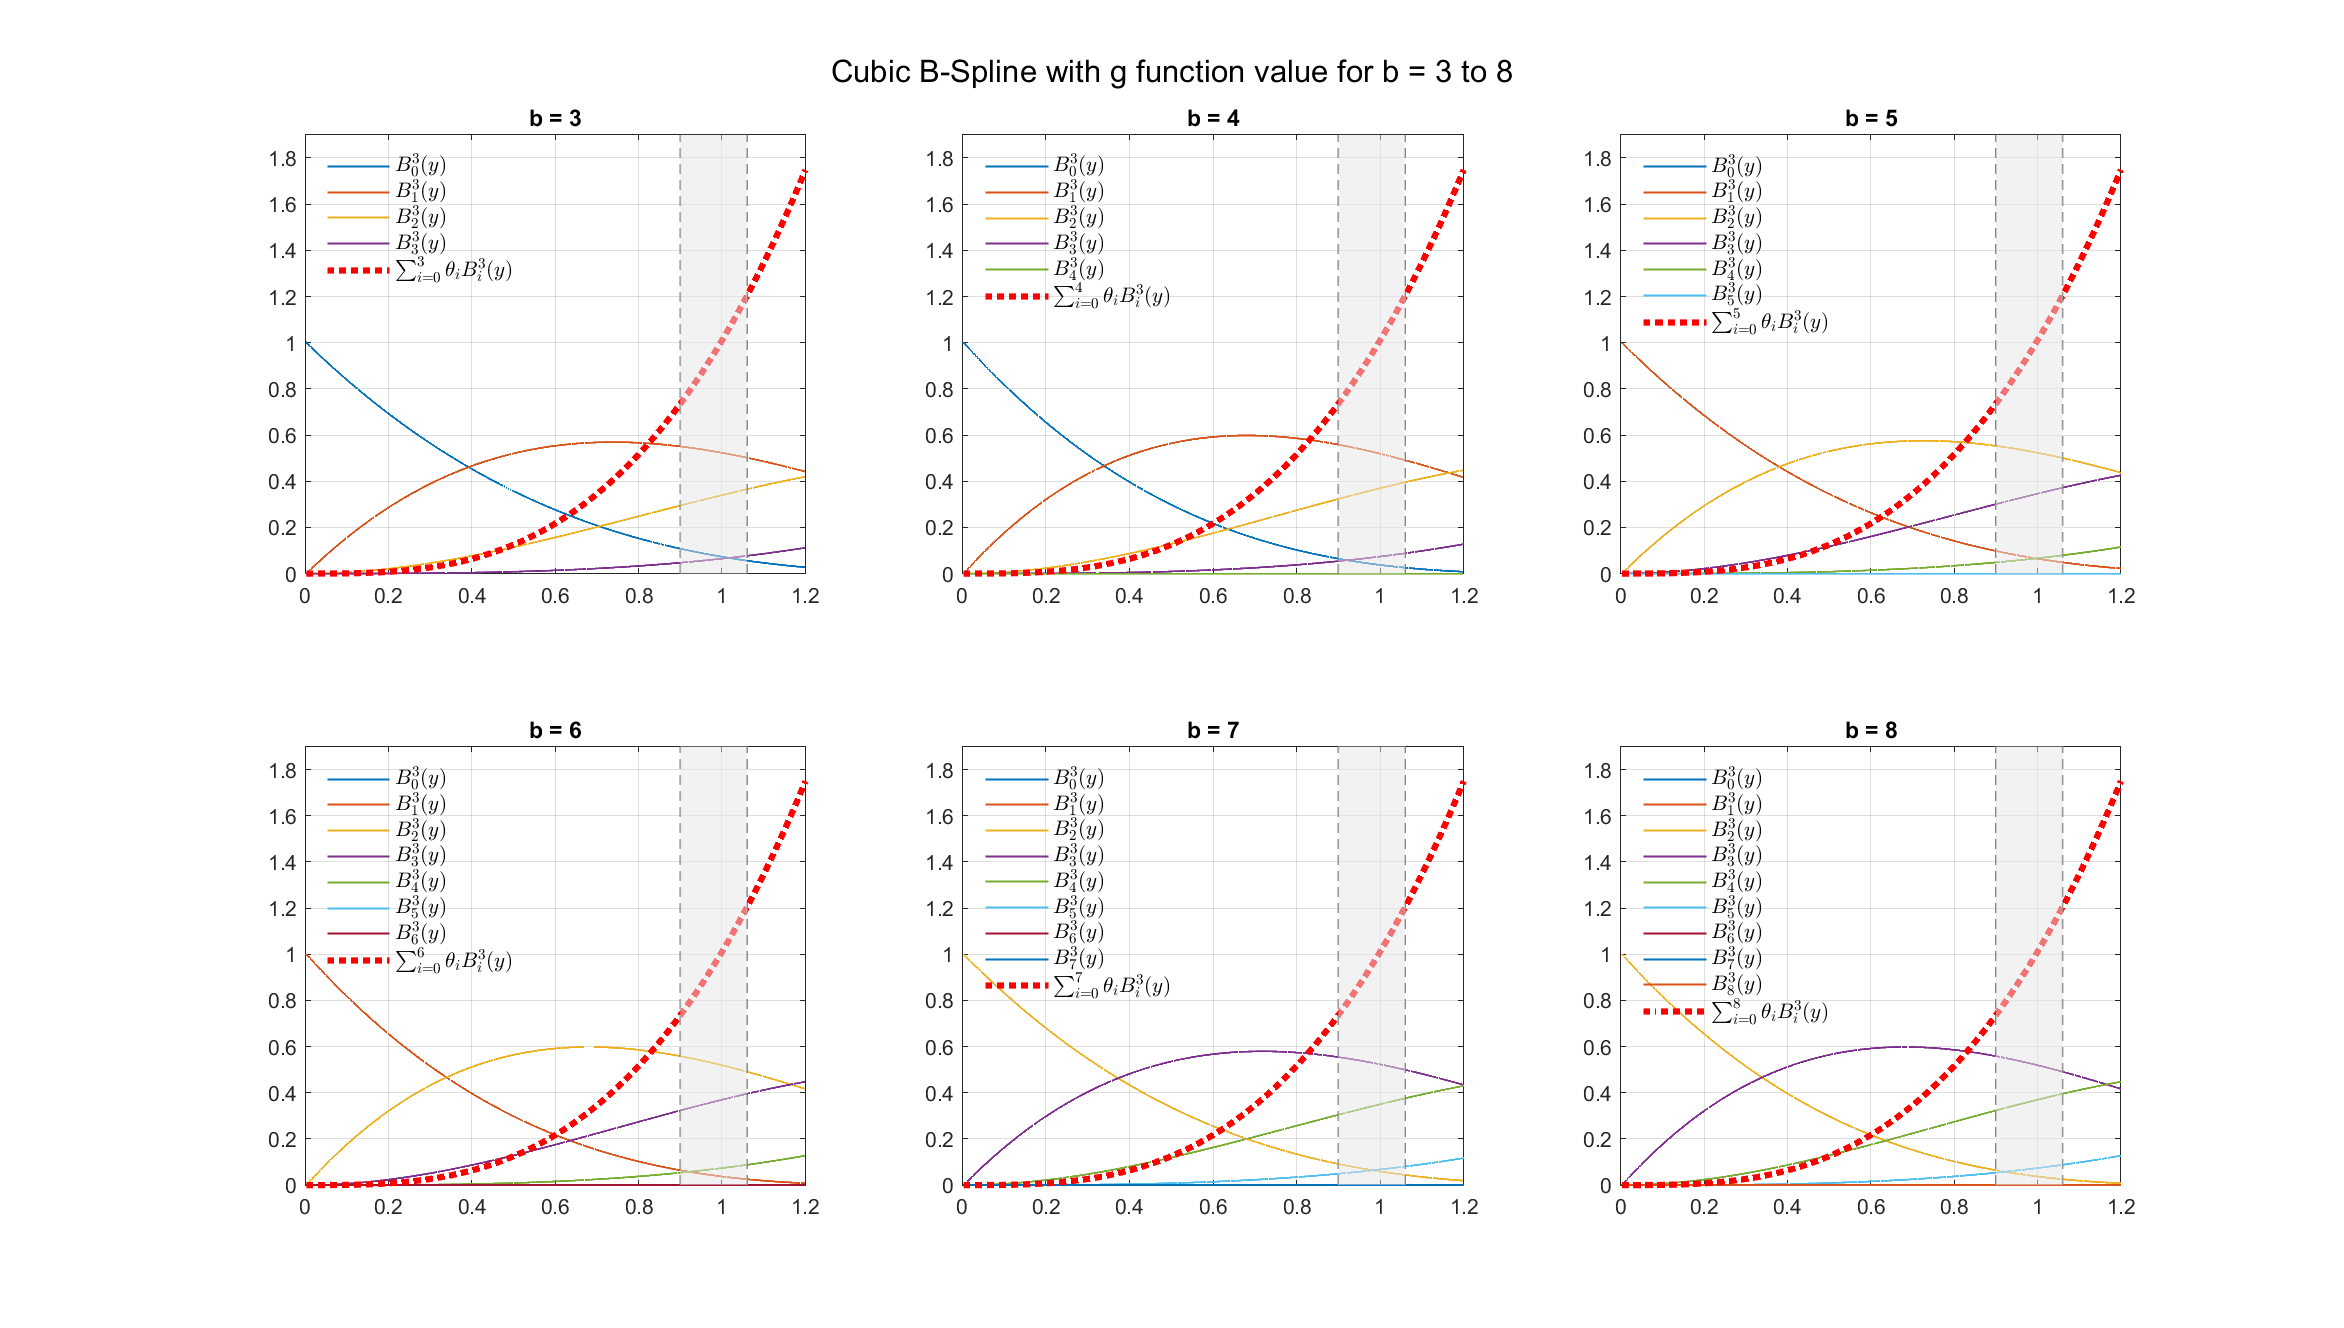 Cubic B-Spline with g function value for b = 3 to 8
b = 3
1.8
1.6
1.4
1.2
1
0.8
0.6
0.4
0.2
0
0 0.2 0.4 0.6 0.8 1 1.2
B_0^3(y)
B_1^3(y)
B_2^3(y)
B_3^3(y)
∑_{i=0}^3 θ_i B_i^3(y)
b = 4
1.8
1.6
1.4
1.2
1
0.8
0.6
0.4
0.2
0
0 0.2 0.4 0.6 0.8 1 1.2
B_0^3(y)
B_1^3(y)
B_2^3(y)
B_3^3(y)
B_4^3(y)
∑_{i=0}^4 θ_i B_i^3(y)
b = 5
1.8
1.6
1.4
1.2
1
0.8
0.6
0.4
0.2
0
0 0.2 0.4 0.6 0.8 1 1.2
B_0^3(y)
B_1^3(y)
B_2^3(y)
B_3^3(y)
B_4^3(y)
B_5^3(y)
∑_{i=0}^5 θ_i B_i^3(y)
b = 6
1.8
1.6
1.4
1.2
1
0.8
0.6
0.4
0.2
0
0 0.2 0.4 0.6 0.8 1 1.2
B_0^3(y)
B_1^3(y)
B_2^3(y)
B_3^3(y)
B_4^3(y)
B_5^3(y)
B_6^3(y)
∑_{i=0}^6 θ_i B_i^3(y)
b = 7
1.8
1.6
1.4
1.2
1
0.8
0.6
0.4
0.2
0
0 0.2 0.4 0.6 0.8 1 1.2
B_0^3(y)
B_1^3(y)
B_2^3(y)
B_3^3(y)
B_4^3(y)
B_5^3(y)
B_6^3(y)
B_7^3(y)
∑_{i=0}^7 θ_i B_i^3(y)
b = 8
1.8
1.6
1.4
1.2
1
0.8
0.6
0.4
0.2
0
0 0.2 0.4 0.6 0.8 1 1.2
B_0^3(y)
B_1^3(y)
B_2^3(y)
B_3^3(y)
B_4^3(y)
B_5^3(y)
B_6^3(y)
B_7^3(y)
B_8^3(y)
∑_{i=0}^8 θ_i B_i^3(y)